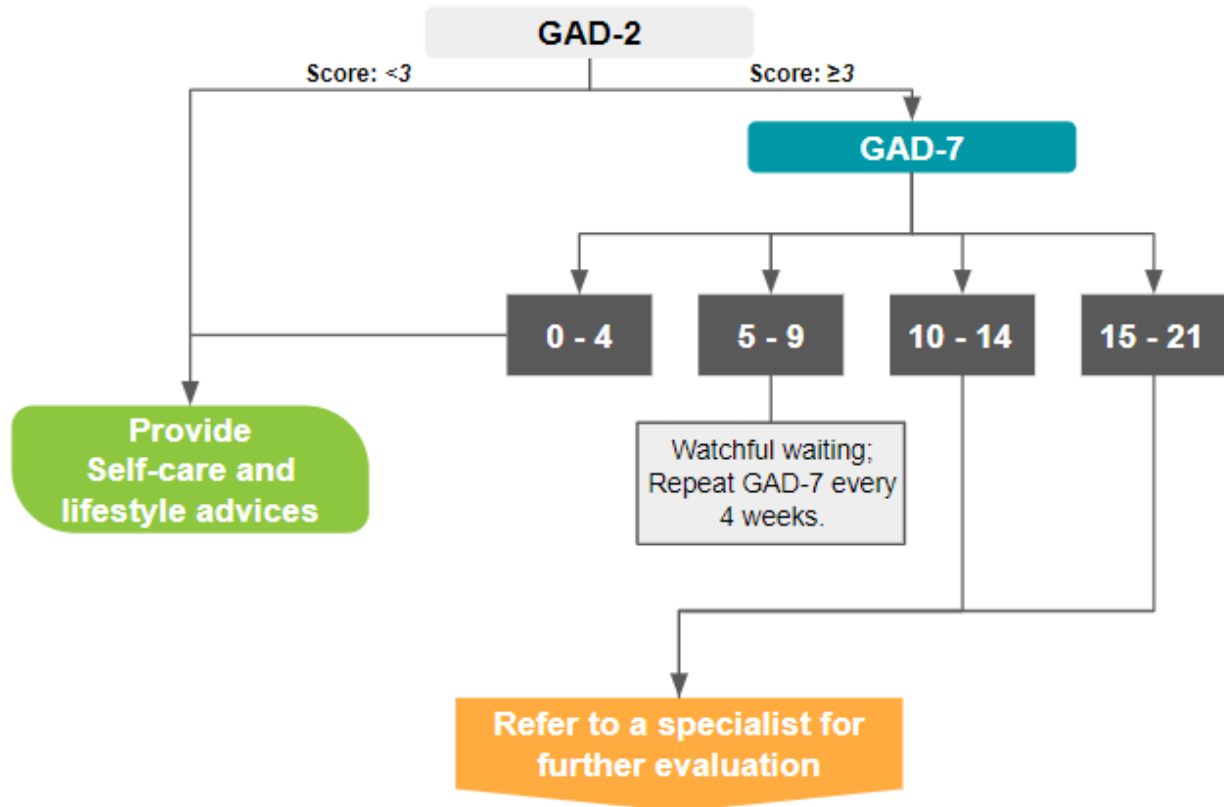 GAD-2
Score: <3
Score: ≥3
GAD-7
0 - 4
5 - 9
10 - 14
15 - 21
Provide
Self-care and
lifestyle advices
Watchful waiting;
Repeat GAD-7 every
4 weeks.
Refer to a specialist for
further evaluation